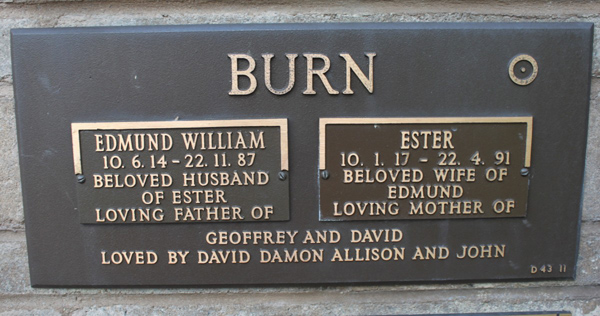 BURN
EDMUND WILLIAM
10. 6. 14 - 22. 11. 87
BELOVED HUSBAND
OF ESTER
LOVING FATHER OF
ESTER
10. 1. 17 - 22. 4. 91
BELOVED WIFE OF
EDMUND
LOVING MOTHER OF
GEOFFREY AND DAVID
LOVED BY DAVID DAMON ALLISON AND JOHN
D 43 11